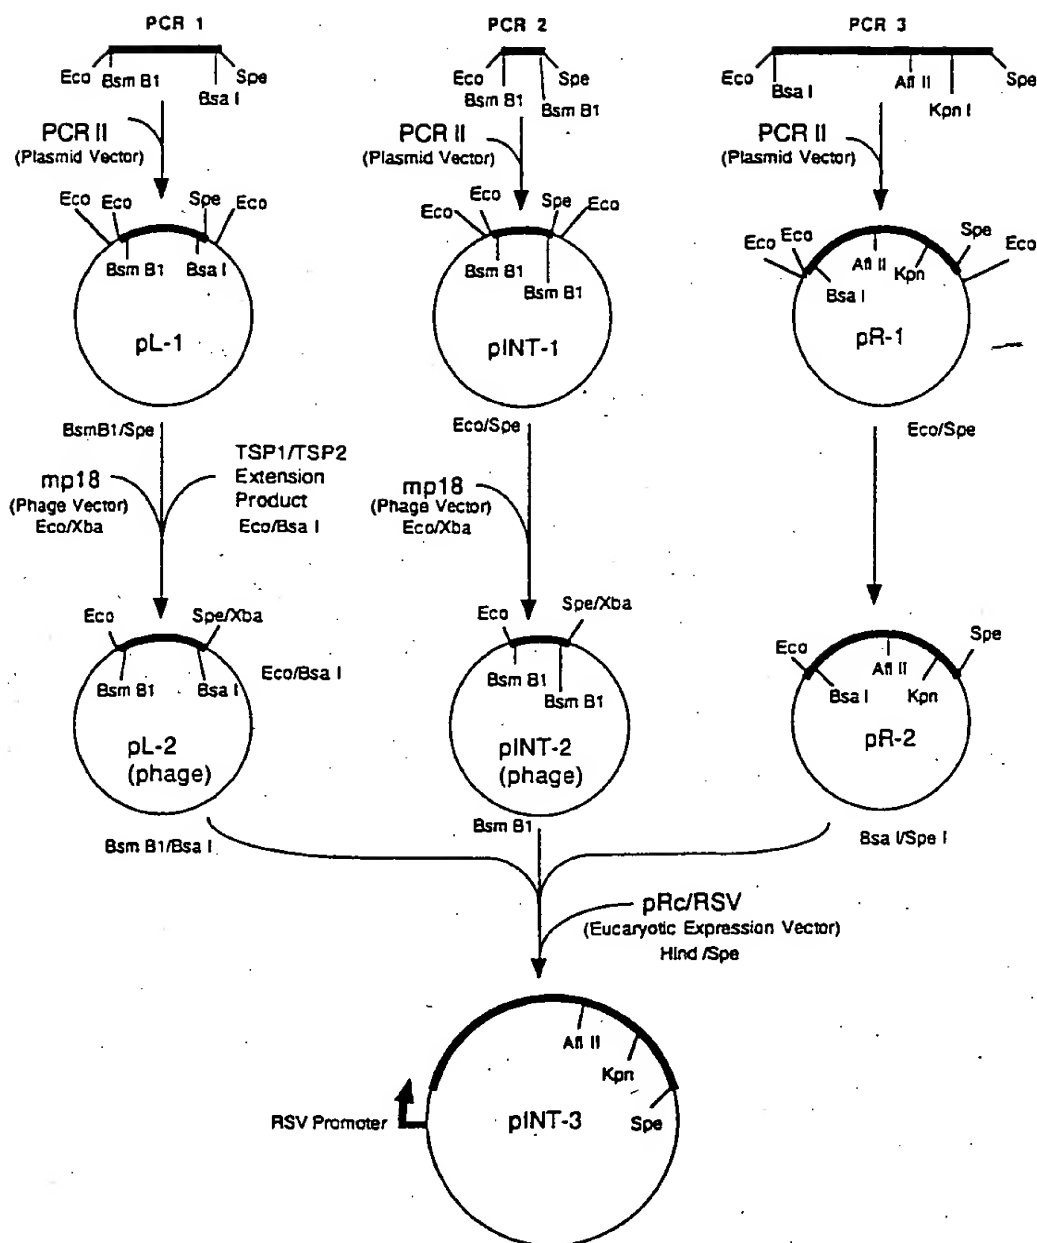 PCR 1
Eco
Bsm B1
Bsa I
Spe
PCR II
(Plasmid Vector)
Eco
Eco
Spe
Eco
Bsm B1
Bsa I
pL-1
BsmB1/Spe
mp18
(Phage Vector)
Eco/Xba
TSP1/TSP2
Extension
Product
Eco/Bsa I
Eco
Spe/Xba
Bsm B1
Bsa I
Eco/Bsa I
pL-2
(phage)
Bsm B1/Bsa I
PCR 2
Eco
Bsm B1
Spe
Bsm B1
PCR II
(Plasmid Vector)
Eco
Eco
Spe
Eco
Bsm B1
Bsm B1
pINT-1
Eco/Spe
mp18
(Phage Vector)
Eco/Xba
Eco
Spe/Xba
Bsm B1
Bsm B1
pINT-2
(phage)
Bsm B1
PCR 3
Eco
Bsa I
Afl II
Kpn I
Spe
PCR II
(Plasmid Vector)
Eco
Eco
Spe
Eco
Afl II
Kpn
Bsa I
pR-1
Eco/Spe
Eco
Spe
Afl II
Bsa I
Kpn
pR-2
Bsa I/Spe I
pRc/RSV
(Eucaryotic Expression Vector)
Hind /Spe
Afl II
Kpn
Spe
RSV Promoter
pINT-3